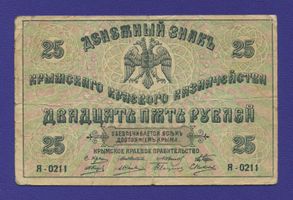 ДЕНЕЖНЫЙ ЗНАКЪ
25 25
КРЫМСКАГО КРАЕВОГО КАЗНАЧЕЙСТВА
ДВАДЦАТЬ ПЯТЬ РУБЛЕЙ
25 ОБЕЗПЕЧИВАЕТСЯ ВСѢМЪ 25
ДОСТОЯНІЕМЪ КРЫМА
Я - 0211 КРЫМСКОЕ КРАЕВОЕ ПРАВИТЕЛЬСТВО Я - 0211